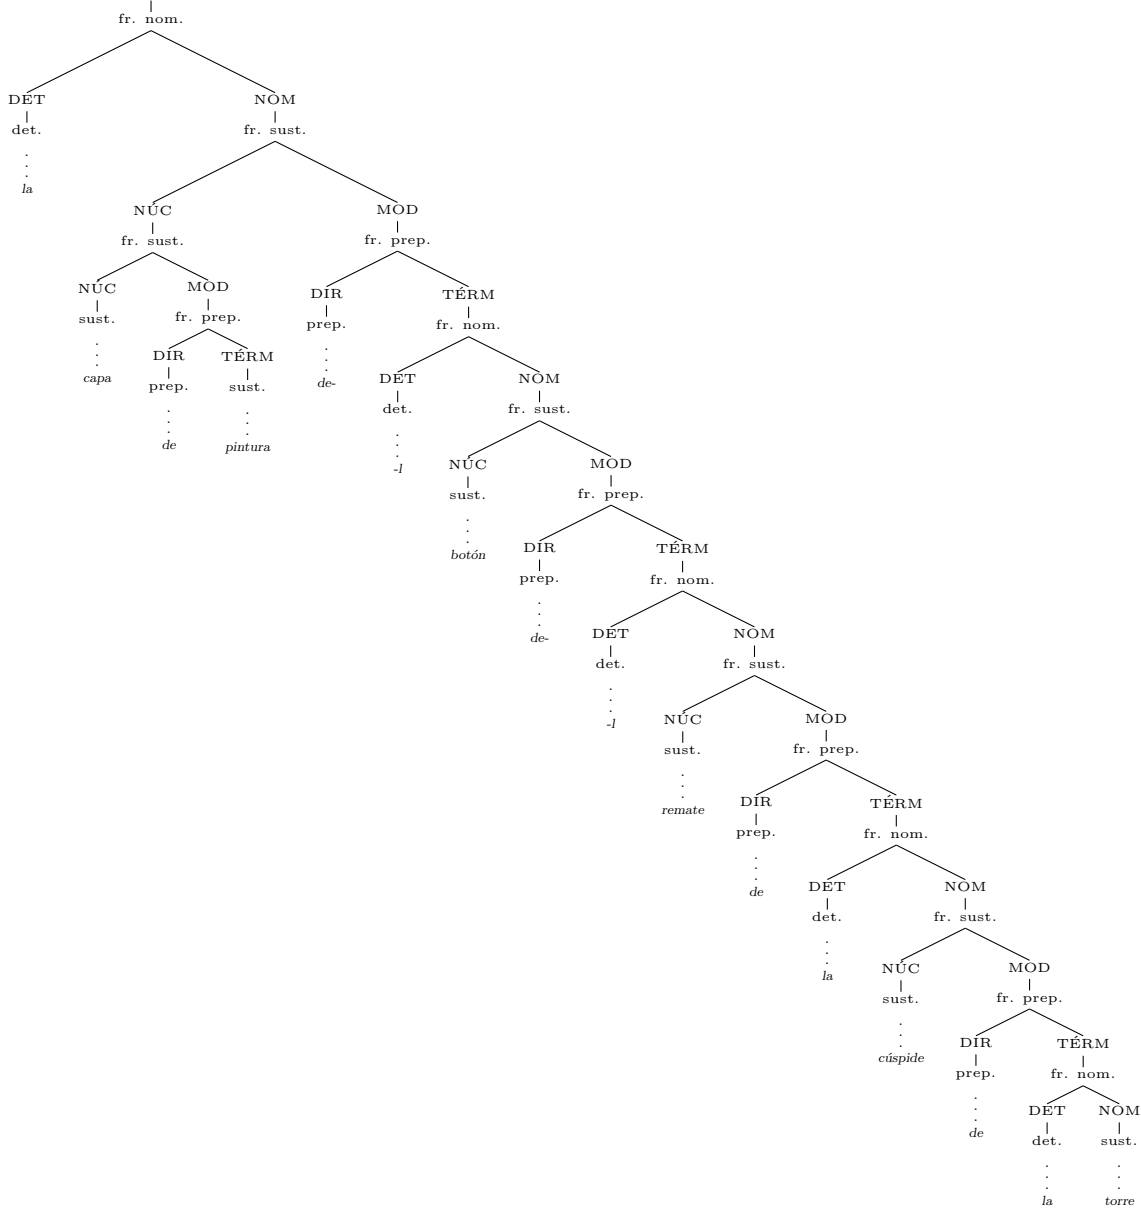 fr. nom.
DET NOM
det. fr. sust.
la
NÚC MOD
fr. sust. fr. prep.
NÚC MOD DIR TÉRM
sust. fr. prep. prep. fr. nom.
capa DIR TÉRM de- DET NOM
prep. sust. det. fr. sust.
de pintura -l NÚC MOD
sust. fr. prep.
botón DIR TÉRM
prep. fr. nom.
de- DET NOM
det. fr. sust.
-l NÚC MOD
sust. fr. prep.
remate DIR TÉRM
prep. fr. nom.
de DET NOM
det. fr. sust.
la NÚC MOD
sust. fr. prep.
cúspide DIR TÉRM
prep. fr. nom.
de DET NOM
det. sust.
la torre